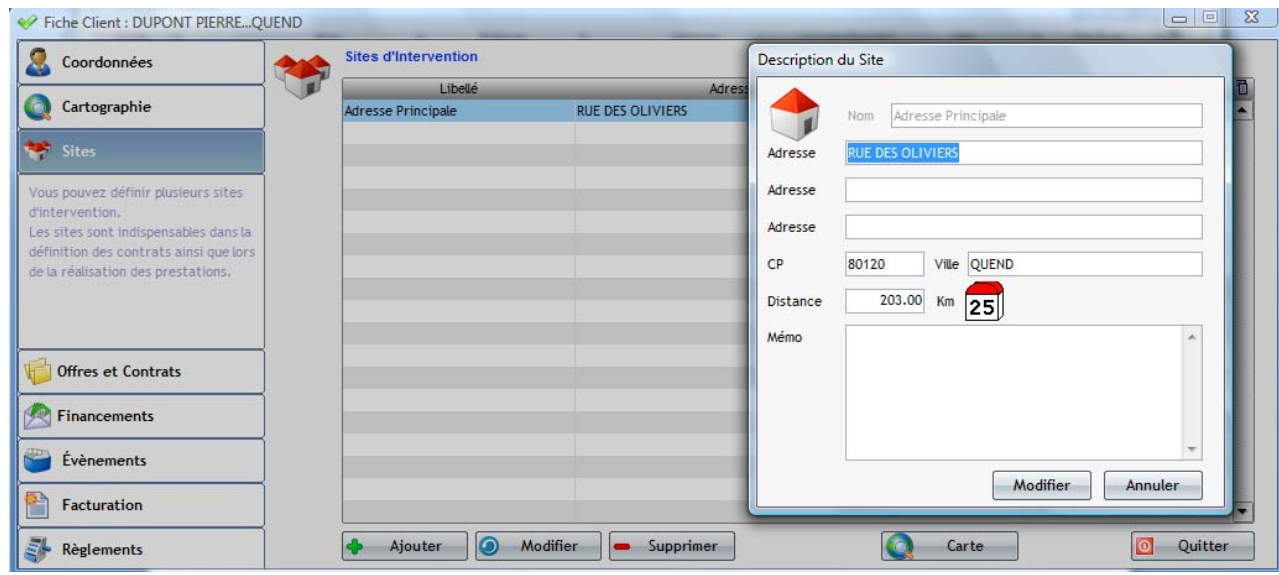 Fiche Client : DUPONT PIERRE...QUEND
Coordonnées
Cartographie
Sites
Vous pouvez définir plusieurs sites
d'intervention.
Les sites sont indispensables dans la
définition des contrats ainsi que lors
de la réalisation des prestations.
Offres et Contrats
Financements
Évènements
Facturation
Règlements
Sites d'Intervention
Libellé Adress
Adresse Principale RUE DES OLIVIERS
Ajouter Modifier Supprimer Carte Quitter
Description du Site
Nom Adresse Principale
Adresse RUE DES OLIVIERS
Adresse
Adresse
CP 80120 Ville QUEND
Distance 203.00 Km 25
Mémo
Modifier Annuler